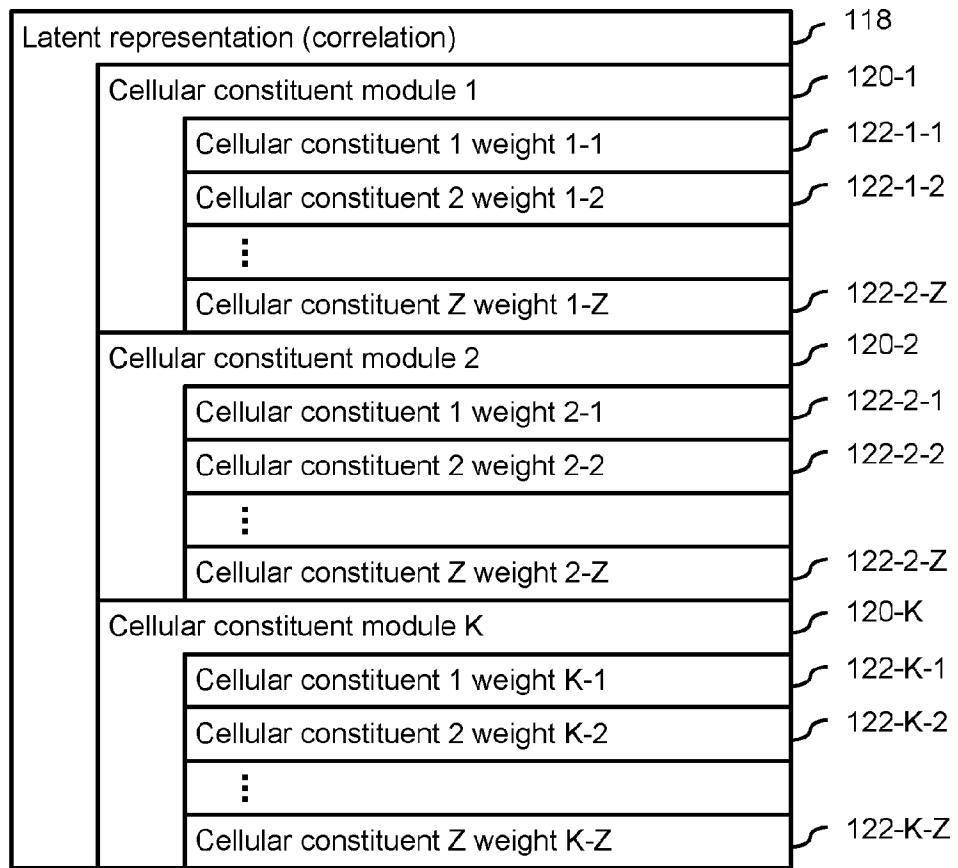 Latent representation (correlation) 118
Cellular constituent module 1 120-1
Cellular constituent 1 weight 1-1 122-1-1
Cellular constituent 2 weight 1-2 122-1-2
⋮
Cellular constituent Z weight 1-Z 122-2-Z
Cellular constituent module 2 120-2
Cellular constituent 1 weight 2-1 122-2-1
Cellular constituent 2 weight 2-2 122-2-2
⋮
Cellular constituent Z weight 2-Z 122-2-Z
Cellular constituent module K 120-K
Cellular constituent 1 weight K-1 122-K-1
Cellular constituent 2 weight K-2 122-K-2
⋮
Cellular constituent Z weight K-Z 122-K-Z